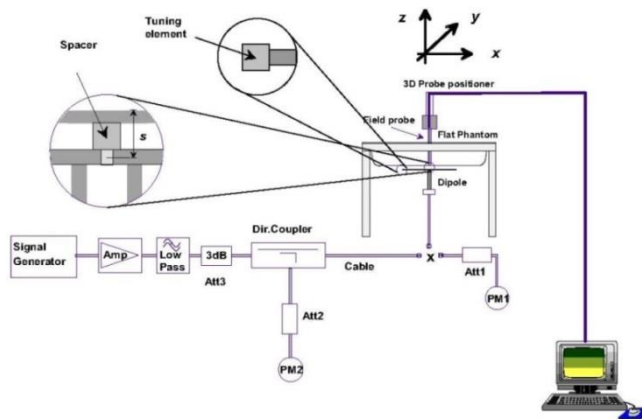 Tuning
element
Spacer
s
z
y
x
3D Probe positioner
Field probe
Flat Phantom
Dipole
Signal
Generator
Amp
Low
Pass
3dB
Att3
Dir.Coupler
Cable
x
Att1
PM1
Att2
PM2